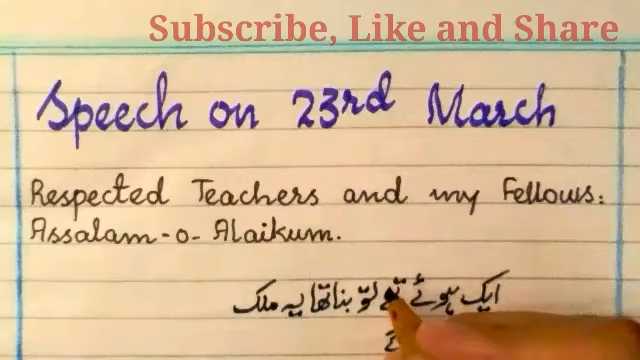 Subscribe, Like and Share
Speech on 23rd March
Respected Teachers and my Fellows:
Assalam-o-Alaikum.
ایک ہوئے تھے تو بنا تھا یہ ملک